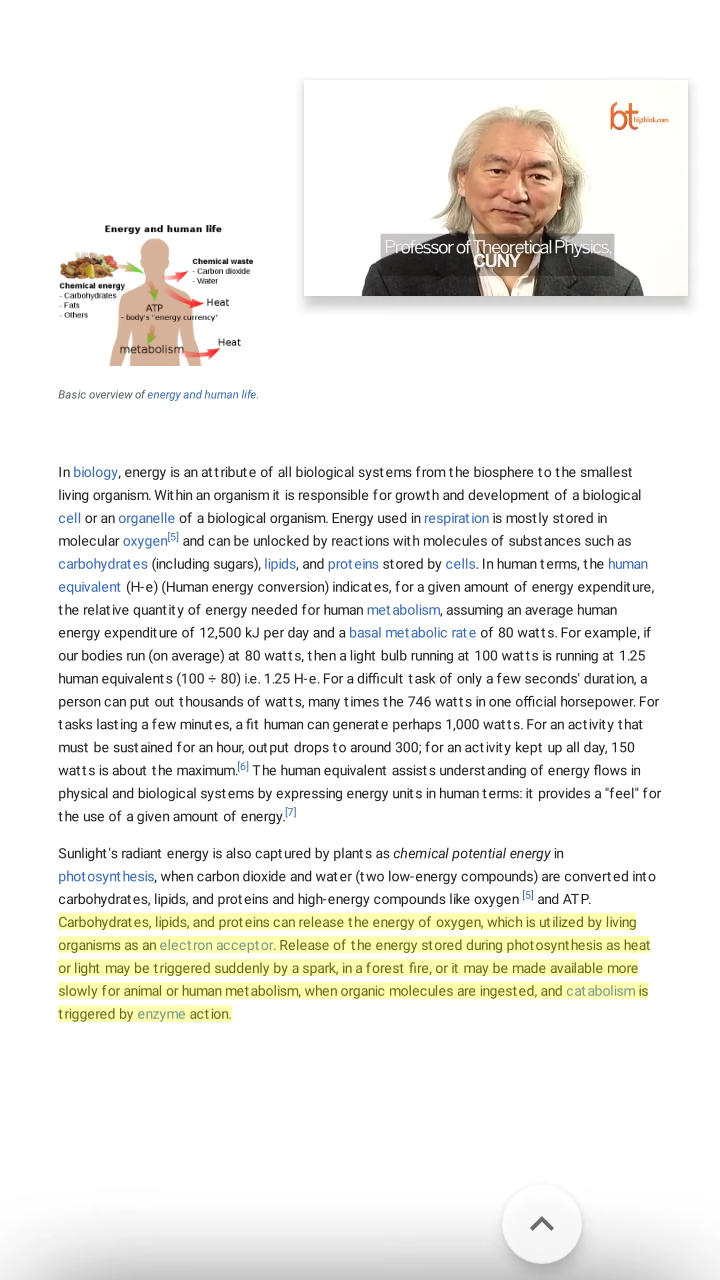 bt bigthink.com
Professor of Theoretical Physics,
CUNY
Energy and human life
Chemical energy
- Carbohydrates
- Fats
- Others
Chemical waste
- Carbon dioxide
- Water
Heat
ATP
- body's "energy currency"
metabolism
Heat
Basic overview of energy and human life.
In biology, energy is an attribute of all biological systems from the biosphere to the smallest
living organism. Within an organism it is responsible for growth and development of a biological
cell or an organelle of a biological organism. Energy used in respiration is mostly stored in
molecular oxygen[5] and can be unlocked by reactions with molecules of substances such as
carbohydrates (including sugars), lipids, and proteins stored by cells. In human terms, the human
equivalent (H-e) (Human energy conversion) indicates, for a given amount of energy expenditure,
the relative quantity of energy needed for human metabolism, assuming an average human
energy expenditure of 12,500 kJ per day and a basal metabolic rate of 80 watts. For example, if
our bodies run (on average) at 80 watts, then a light bulb running at 100 watts is running at 1.25
human equivalents (100 ÷ 80) i.e. 1.25 H-e. For a difficult task of only a few seconds' duration, a
person can put out thousands of watts, many times the 746 watts in one official horsepower. For
tasks lasting a few minutes, a fit human can generate perhaps 1,000 watts. For an activity that
must be sustained for an hour, output drops to around 300; for an activity kept up all day, 150
watts is about the maximum.[6] The human equivalent assists understanding of energy flows in
physical and biological systems by expressing energy units in human terms: it provides a "feel" for
the use of a given amount of energy.[7]
Sunlight's radiant energy is also captured by plants as chemical potential energy in
photosynthesis, when carbon dioxide and water (two low-energy compounds) are converted into
carbohydrates, lipids, and proteins and high-energy compounds like oxygen [5] and ATP.
Carbohydrates, lipids, and proteins can release the energy of oxygen, which is utilized by living
organisms as an electron acceptor. Release of the energy stored during photosynthesis as heat
or light may be triggered suddenly by a spark, in a forest fire, or it may be made available more
slowly for animal or human metabolism, when organic molecules are ingested, and catabolism is
triggered by enzyme action.